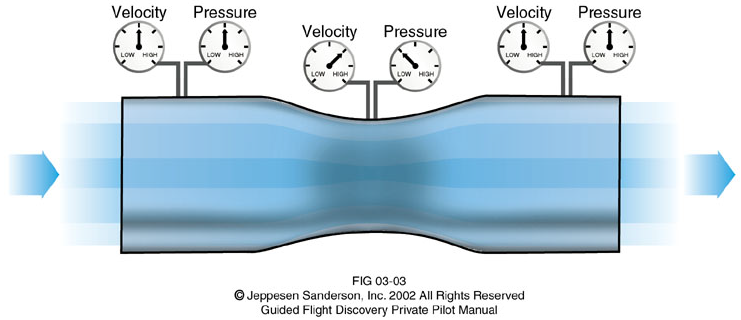 Velocity Pressure
LOW HIGH LOW HIGH
Velocity Pressure
LOW HIGH LOW HIGH
Velocity Pressure
LOW HIGH LOW HIGH
FIG 03-03
© Jeppesen Sanderson, Inc. 2002 All Rights Reserved
Guided Flight Discovery Private Pilot Manual